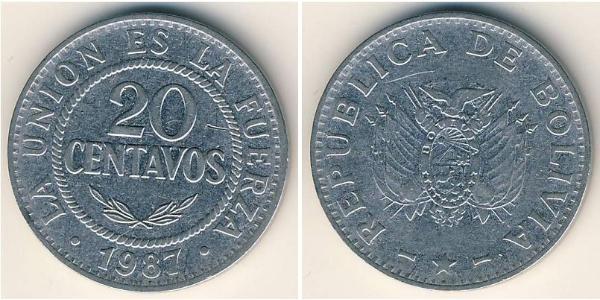 LA UNION ES LA FUERZA
20
CENTAVOS
1987
REPUBLICA DE BOLIVIA